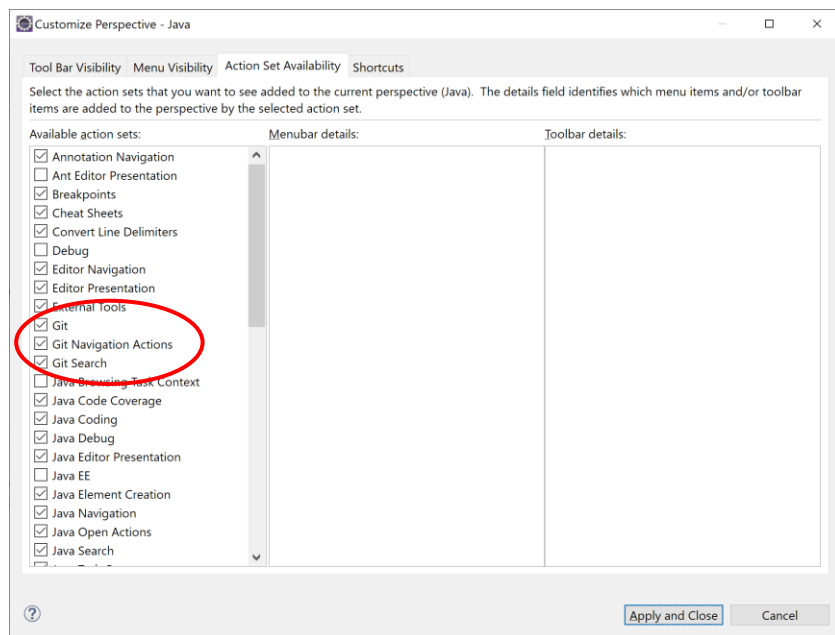 Customize Perspective - Java
Tool Bar Visibility Menu Visibility Action Set Availability Shortcuts
Select the action sets that you want to see added to the current perspective (Java). The details field identifies which menu items and/or toolbar
items are added to the perspective by the selected action set.
Available action sets: Menubar details: Toolbar details:
Annotation Navigation
Ant Editor Presentation
Breakpoints
Cheat Sheets
Convert Line Delimiters
Debug
Editor Navigation
Editor Presentation
External Tools
Git
Git Navigation Actions
Git Search
Java Browsing Task Context
Java Code Coverage
Java Coding
Java Debug
Java Editor Presentation
Java EE
Java Element Creation
Java Navigation
Java Open Actions
Java Search
Apply and Close Cancel